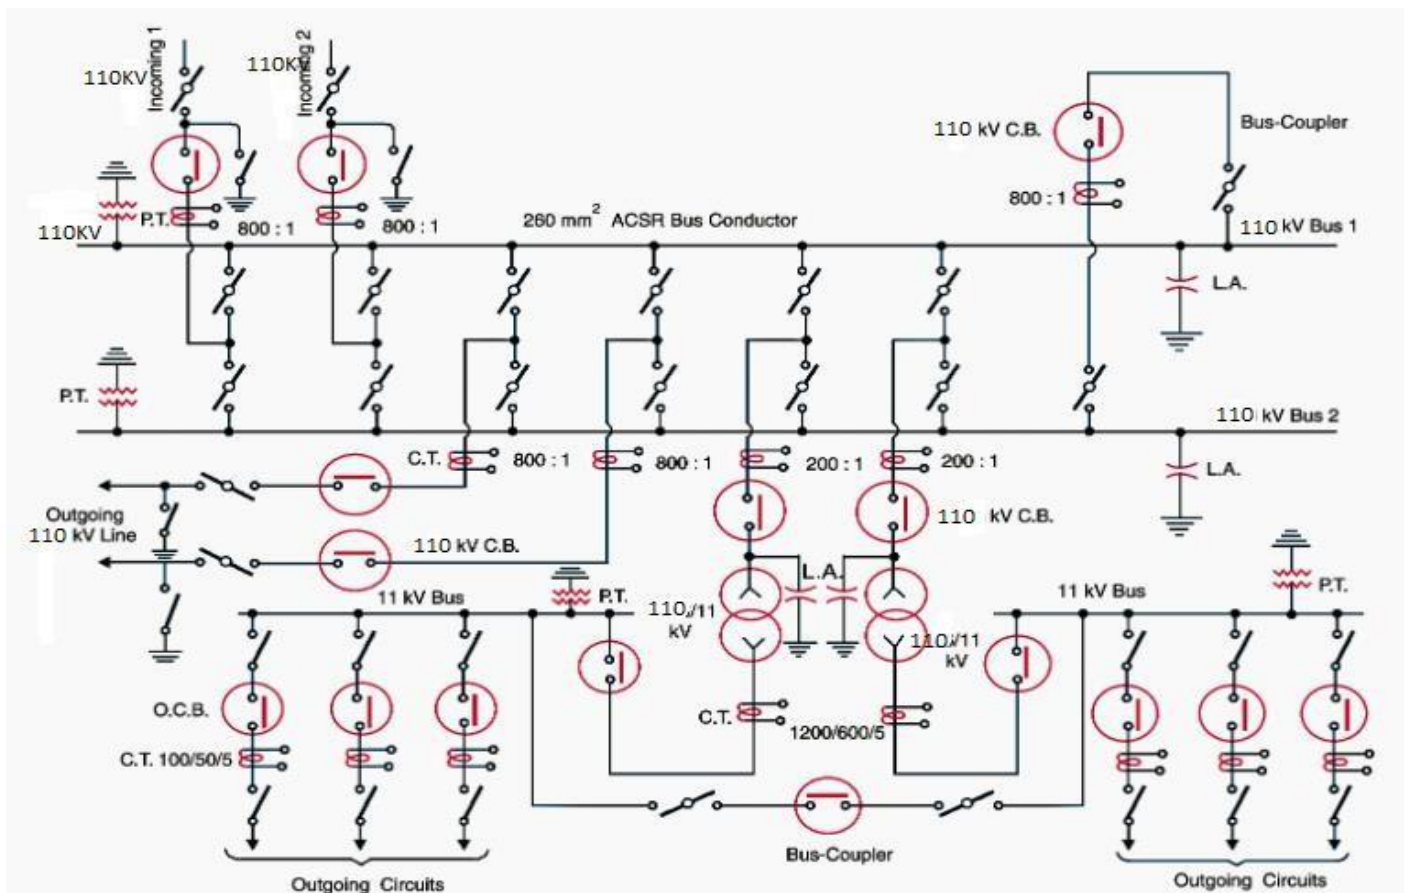 Incoming 1
110KV
Incoming 2
110KV
110 kV C.B.
Bus-Coupler
800 : 1
P.T.
800 : 1
800 : 1
260 mm² ACSR Bus Conductor
110KV
110 kV Bus 1
L.A.
P.T.
110 kV Bus 2
C.T.
800 : 1
800 : 1
200 : 1
200 : 1
L.A.
Outgoing
110 kV Line
110 kV C.B.
110 kV C.B.
11 kV Bus
P.T.
L.A.
110/11
kV
110/11
kV
11 kV Bus
P.T.
O.C.B.
C.T.
1200/600/5
C.T. 100/50/5
Bus-Coupler
Outgoing Circuits
Outgoing Circuits